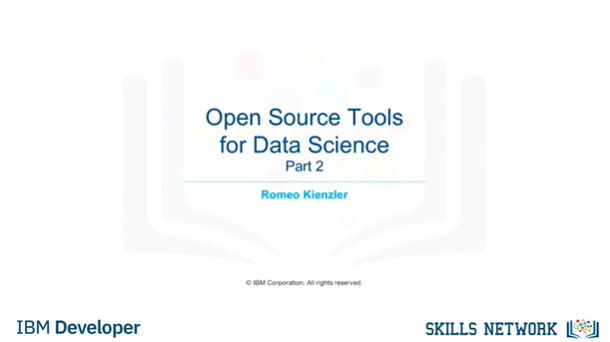 Open Source Tools
for Data Science
Part 2
Romeo Kienzler
© IBM Corporation. All rights reserved.
IBM Developer
SKILLS NETWORK